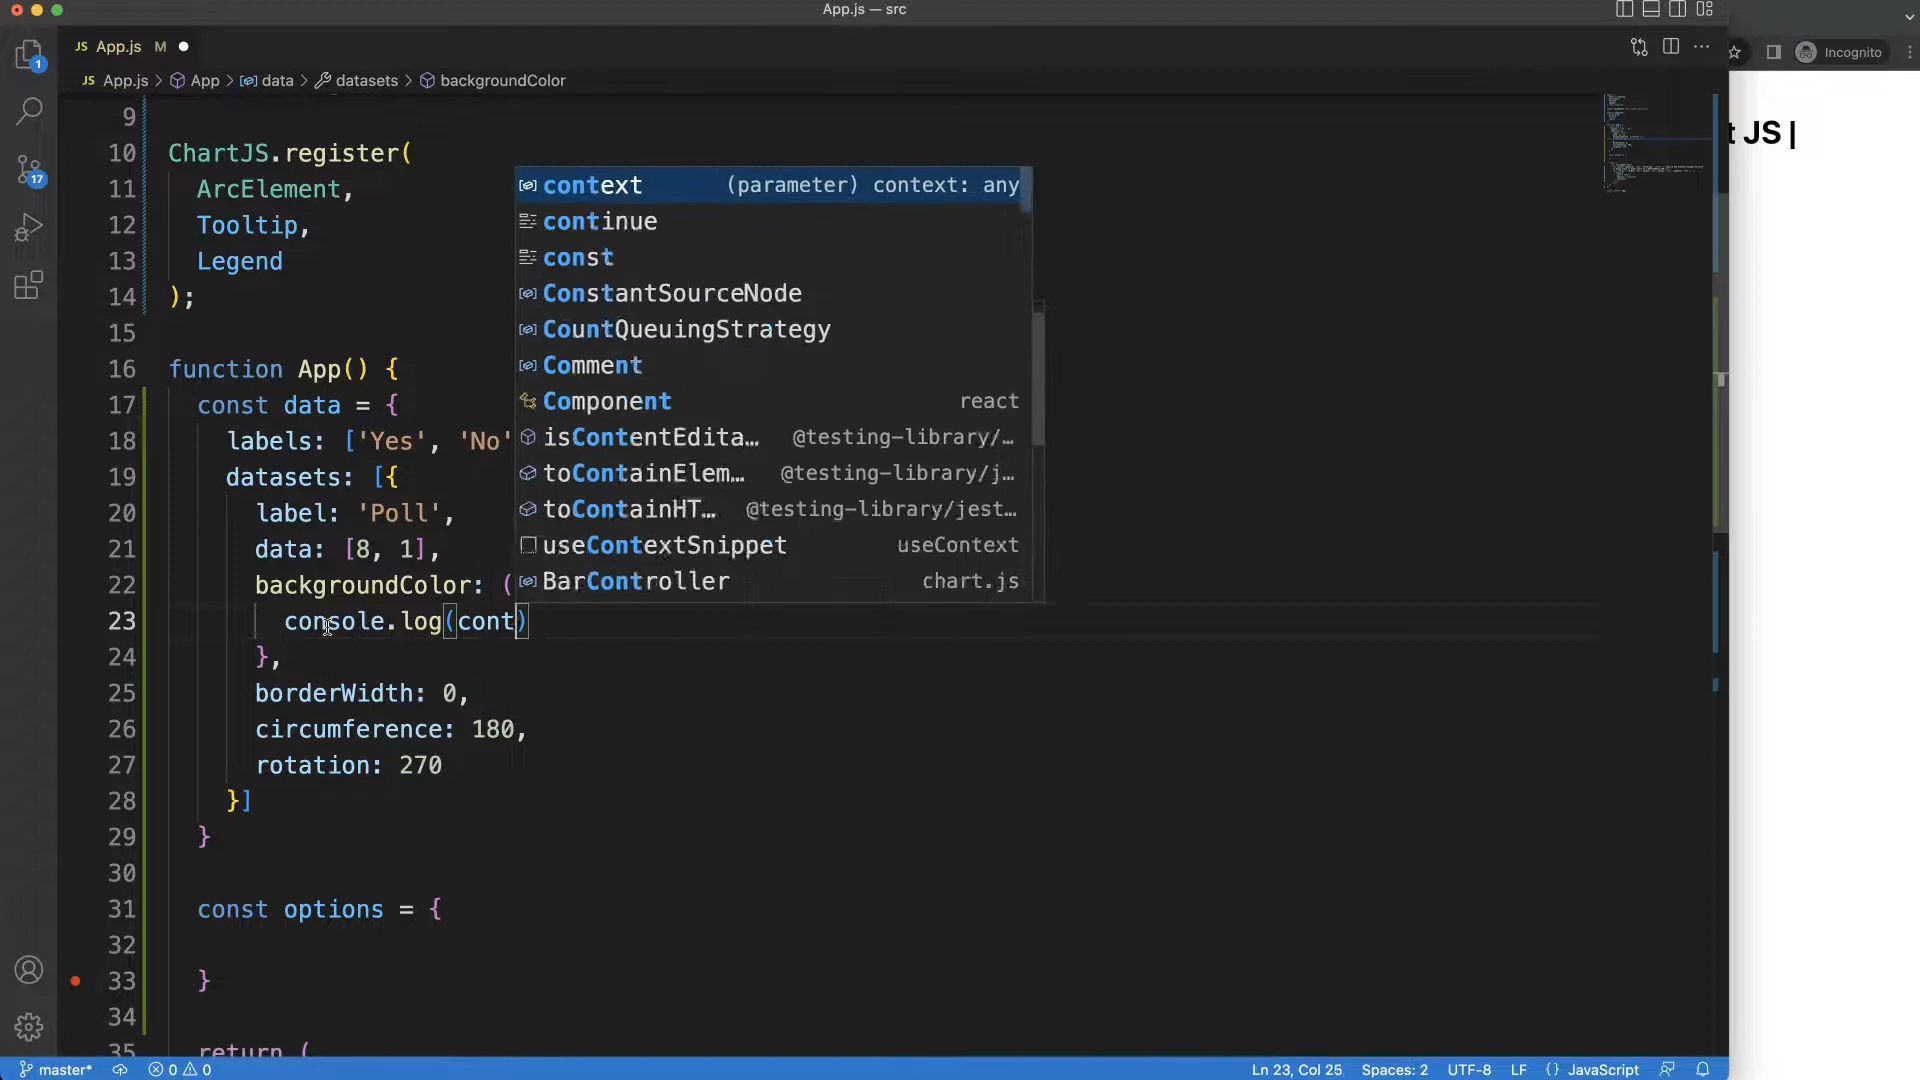 App.js — src
JS App.js M
Incognito
JS App.js > App > data > datasets > backgroundColor
t JS |
9
10 ChartJS.register(
11 ArcElement,
12 Tooltip,
13 Legend
14 );
15
16 function App() {
17 const data = {
18 labels: ['Yes', 'No'
19 datasets: [{
20 label: 'Poll',
21 data: [8, 1],
22 backgroundColor: (
23 console.log(cont)
24 },
25 borderWidth: 0,
26 circumference: 180,
27 rotation: 270
28 }]
29 }
30
31 const options = {
32
33 }
34
35 return (
context (parameter) context: any
continue
const
ConstantSourceNode
CountQueuingStrategy
Comment
Component react
isContentEdita… @testing-library/…
toContainElem… @testing-library/j…
toContainHT… @testing-library/jest…
useContextSnippet useContext
BarController chart.js
1
17
master* 0 0 Ln 23, Col 25 Spaces: 2 UTF-8 LF {} JavaScript